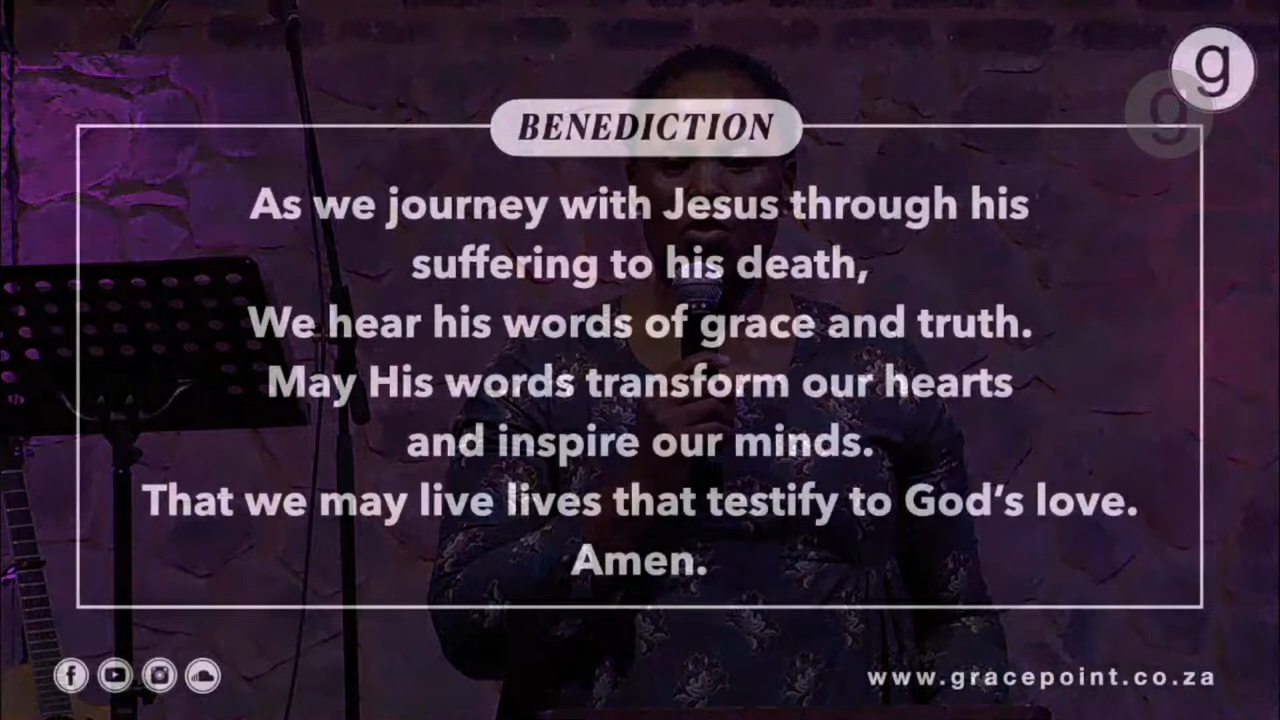 g
g
BENEDICTION
As we journey with Jesus through his
suffering to his death,
We hear his words of grace and truth.
May His words transform our hearts
and inspire our minds.
That we may live lives that testify to God’s love.
Amen.
www.gracepoint.co.za